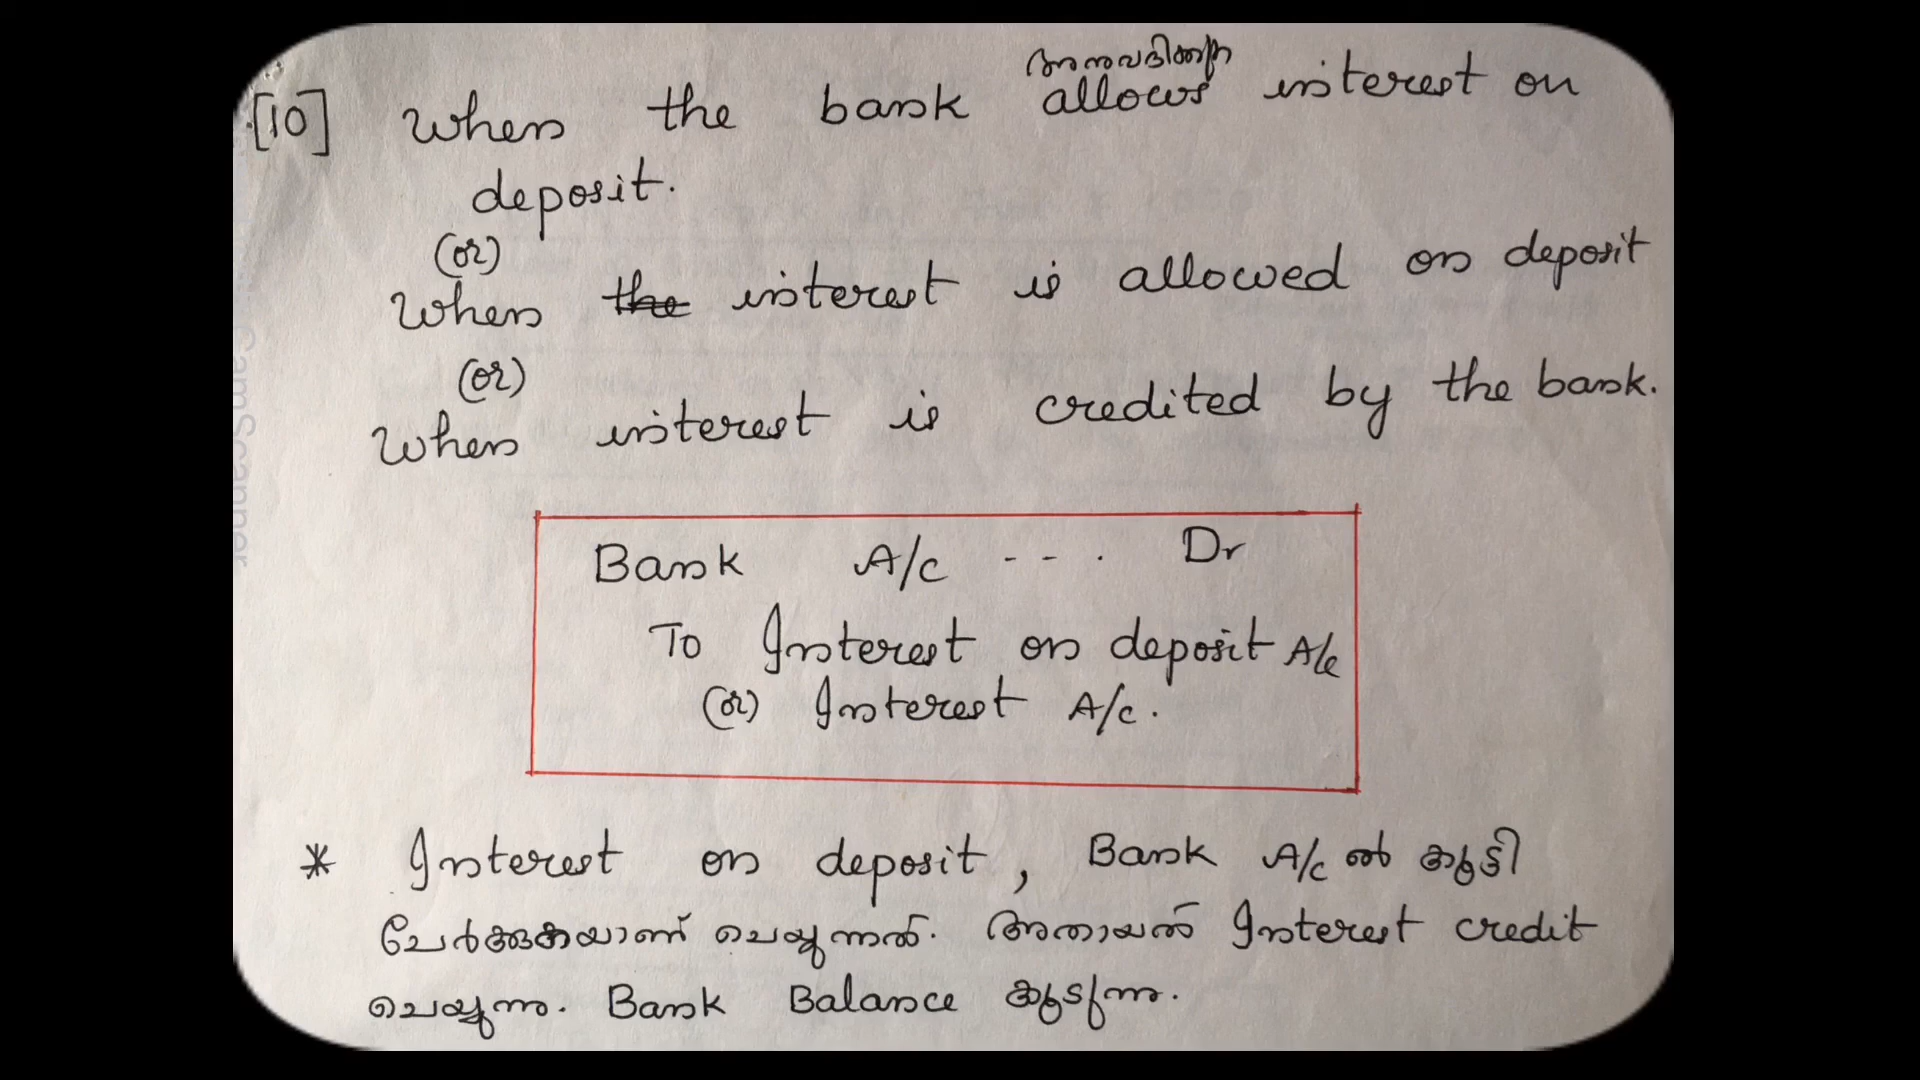 അനുവദിക്കുന്ന
[10] When the bank allows interest on
deposit.
(or)
When the interest is allowed on deposit
(or)
When interest is credited by the bank.
Bank A/c --- Dr
To Interest on deposit A/c
(or) Interest A/c.
* Interest on deposit, Bank A/c ൽ കൂട്ടി
ചേർക്കുകയാണ് ചെയ്യുന്നത്. അതായത് Interest credit
ചെയ്യുന്നു. Bank Balance കൂടുന്നു.
CamScanner